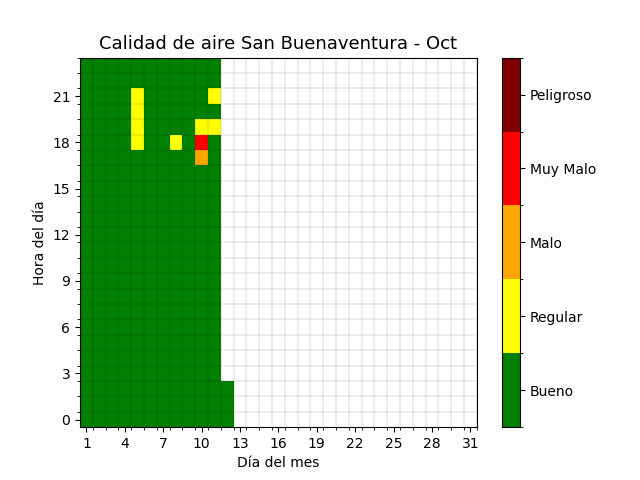 Calidad de aire San Buenaventura - Oct
Hora del día
21
18
15
12
9
6
3
0
1 4 7 10 13 16 19 22 25 28 31
Día del mes
Peligroso
Muy Malo
Malo
Regular
Bueno